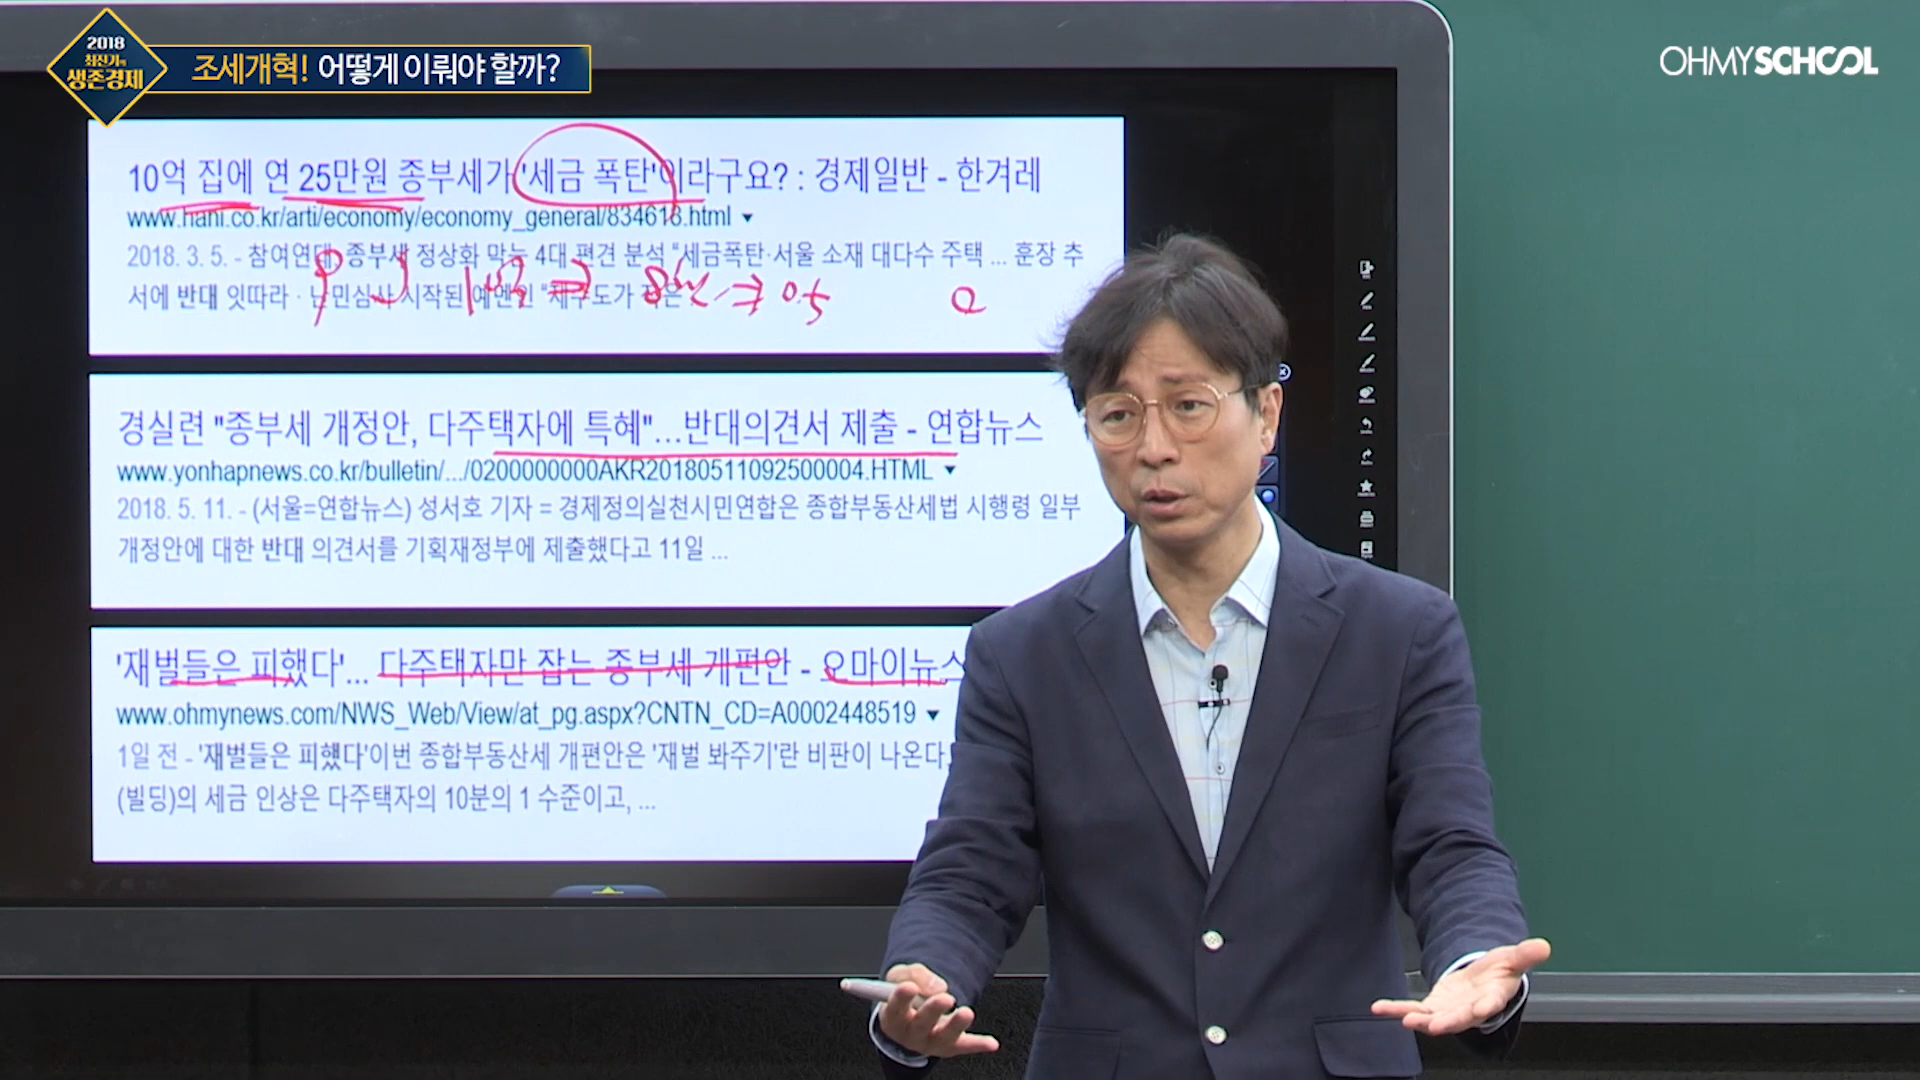 2018
최진기의
생존경제
조세개혁! 어떻게 이뤄야 할까?
OHMYSCHOOL
10억 집에 연 25만원 종부세가 '세금 폭탄'이라구요? : 경제일반 - 한겨레
www.hani.co.kr/arti/economy/economy_general/834618.html
2018. 3. 5. - 참여연대, 종부세 정상화 막는 4대 편견 분석 “세금폭탄·서울 소재 대다수 주택 ... 훈장 추
서에 반대 잇따라 · 난민심사 시작된 예멘인
10억 ⇒ 8억 ⇒ 0.5
경실련 "종부세 개정안, 다주택자에 특혜"...반대의견서 제출 - 연합뉴스
www.yonhapnews.co.kr/bulletin/.../0200000000AKR20180511092500004.HTML
2018. 5. 11. - (서울=연합뉴스) 성서호 기자 = 경제정의실천시민연합은 종합부동산세법 시행령 일부
개정안에 대한 반대 의견서를 기획재정부에 제출했다고 11일 ...
'재벌들은 피했다'... 다주택자만 잡는 종부세 개편안 - 오마이뉴스
www.ohmynews.com/NWS_Web/View/at_pg.aspx?CNTN_CD=A0002448519
1일 전 - '재벌들은 피했다'이번 종합부동산세 개편안은 '재벌 봐주기'란 비판이 나온다.
(빌딩)의 세금 인상은 다주택자의 10분의 1 수준이고, ...